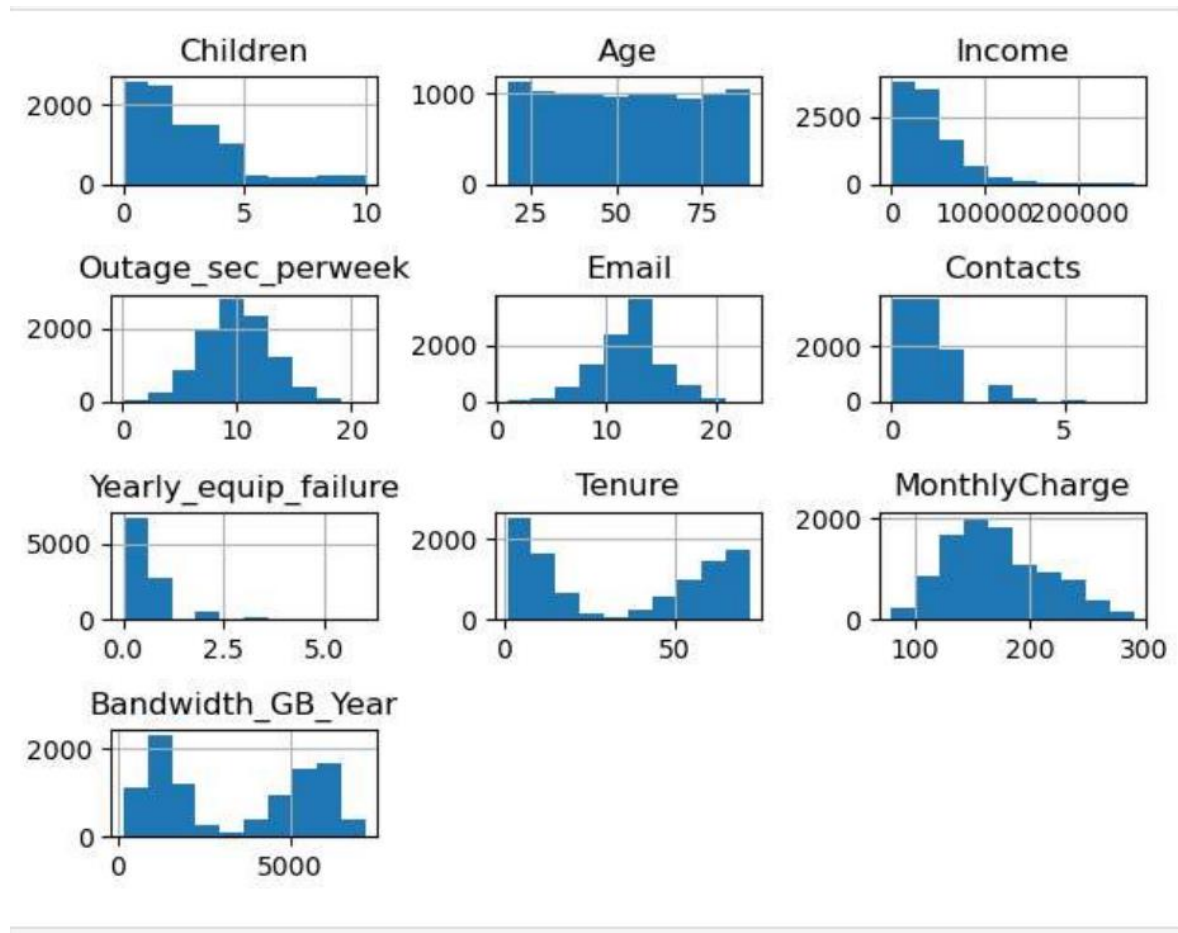 Children Age Income
2000 1000 2500
0 0 0
0 5 10 25 50 75 0 100000 200000
Outage_sec_perweek Email Contacts
2000 2000 2000
0 0 0
0 10 20 0 10 20 0 5
Yearly_equip_failure Tenure MonthlyCharge
5000 2000 2000
0 0 0
0.0 2.5 5.0 0 50 100 200 300
Bandwidth_GB_Year
2000
0
0 5000